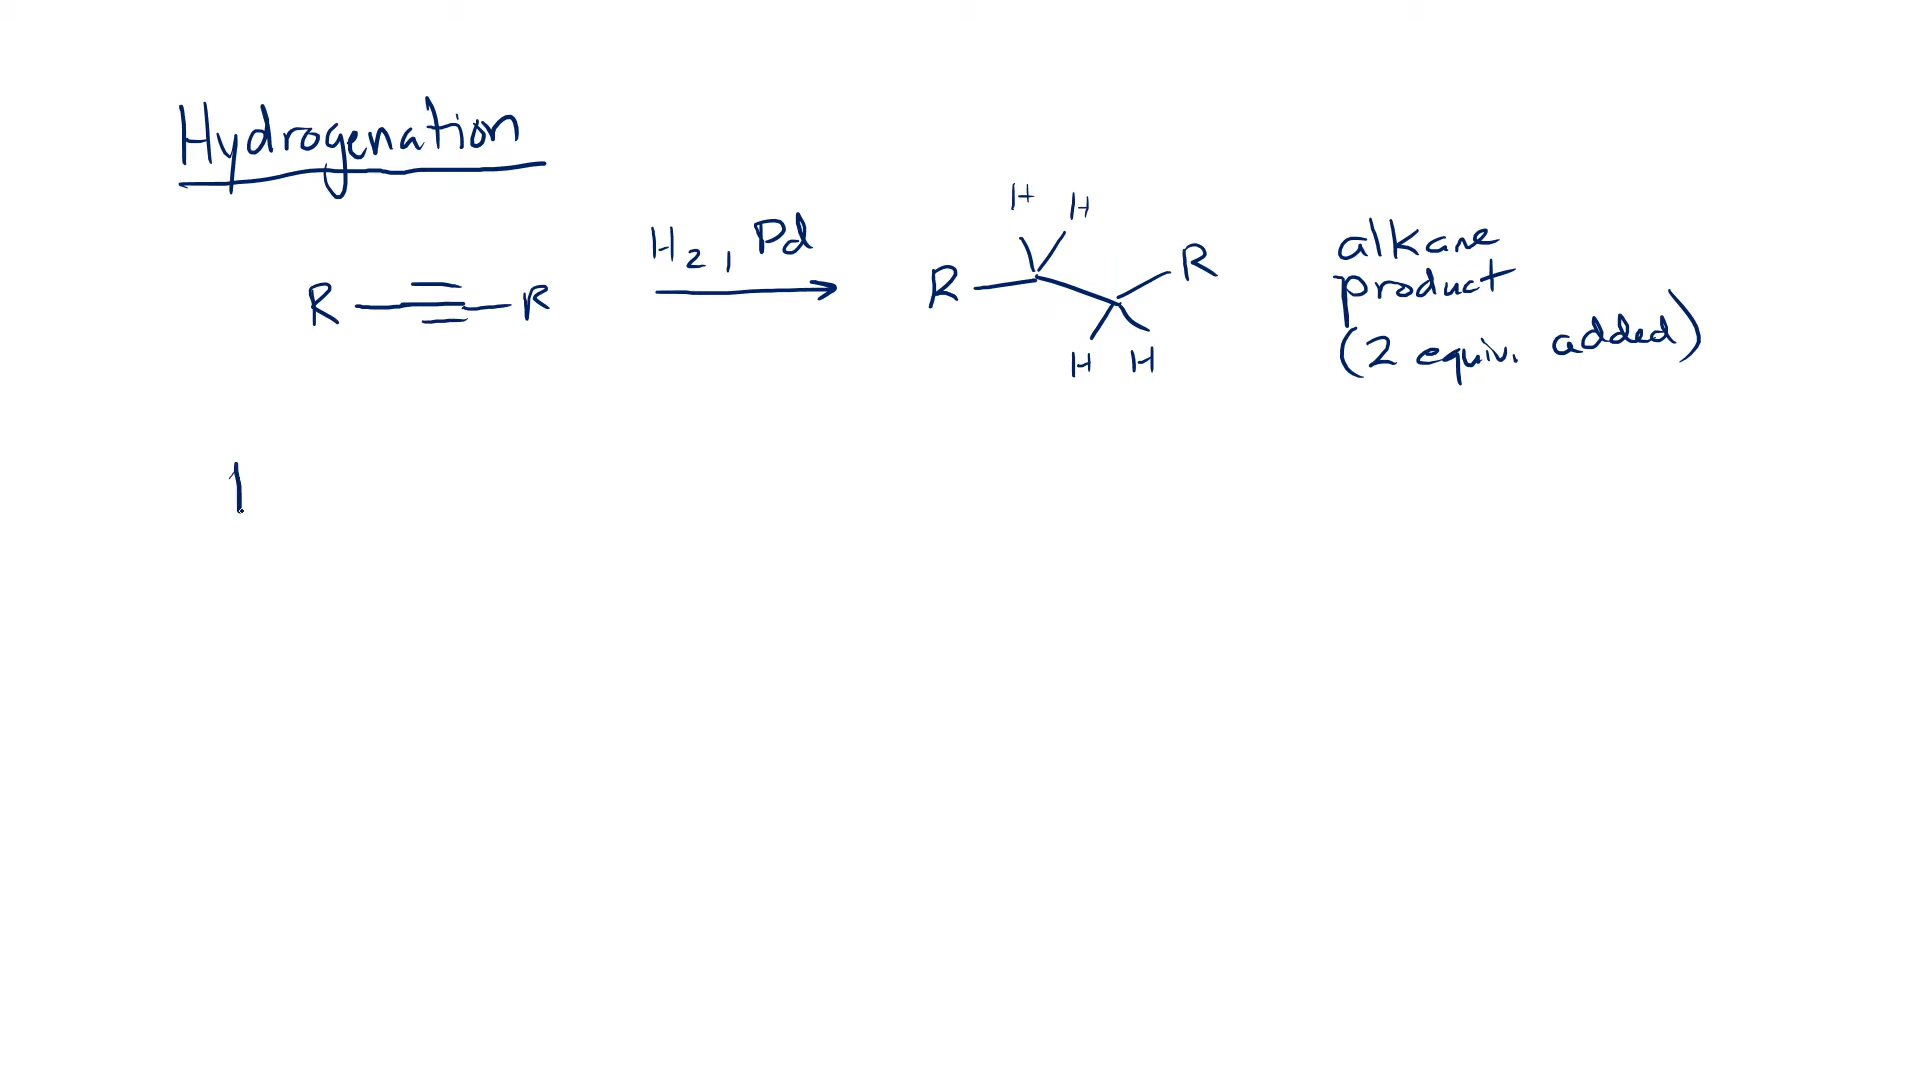 Hydrogenation
H2, Pd
R R
H H
R R
H H
alkane
product
(2 equiv. added)